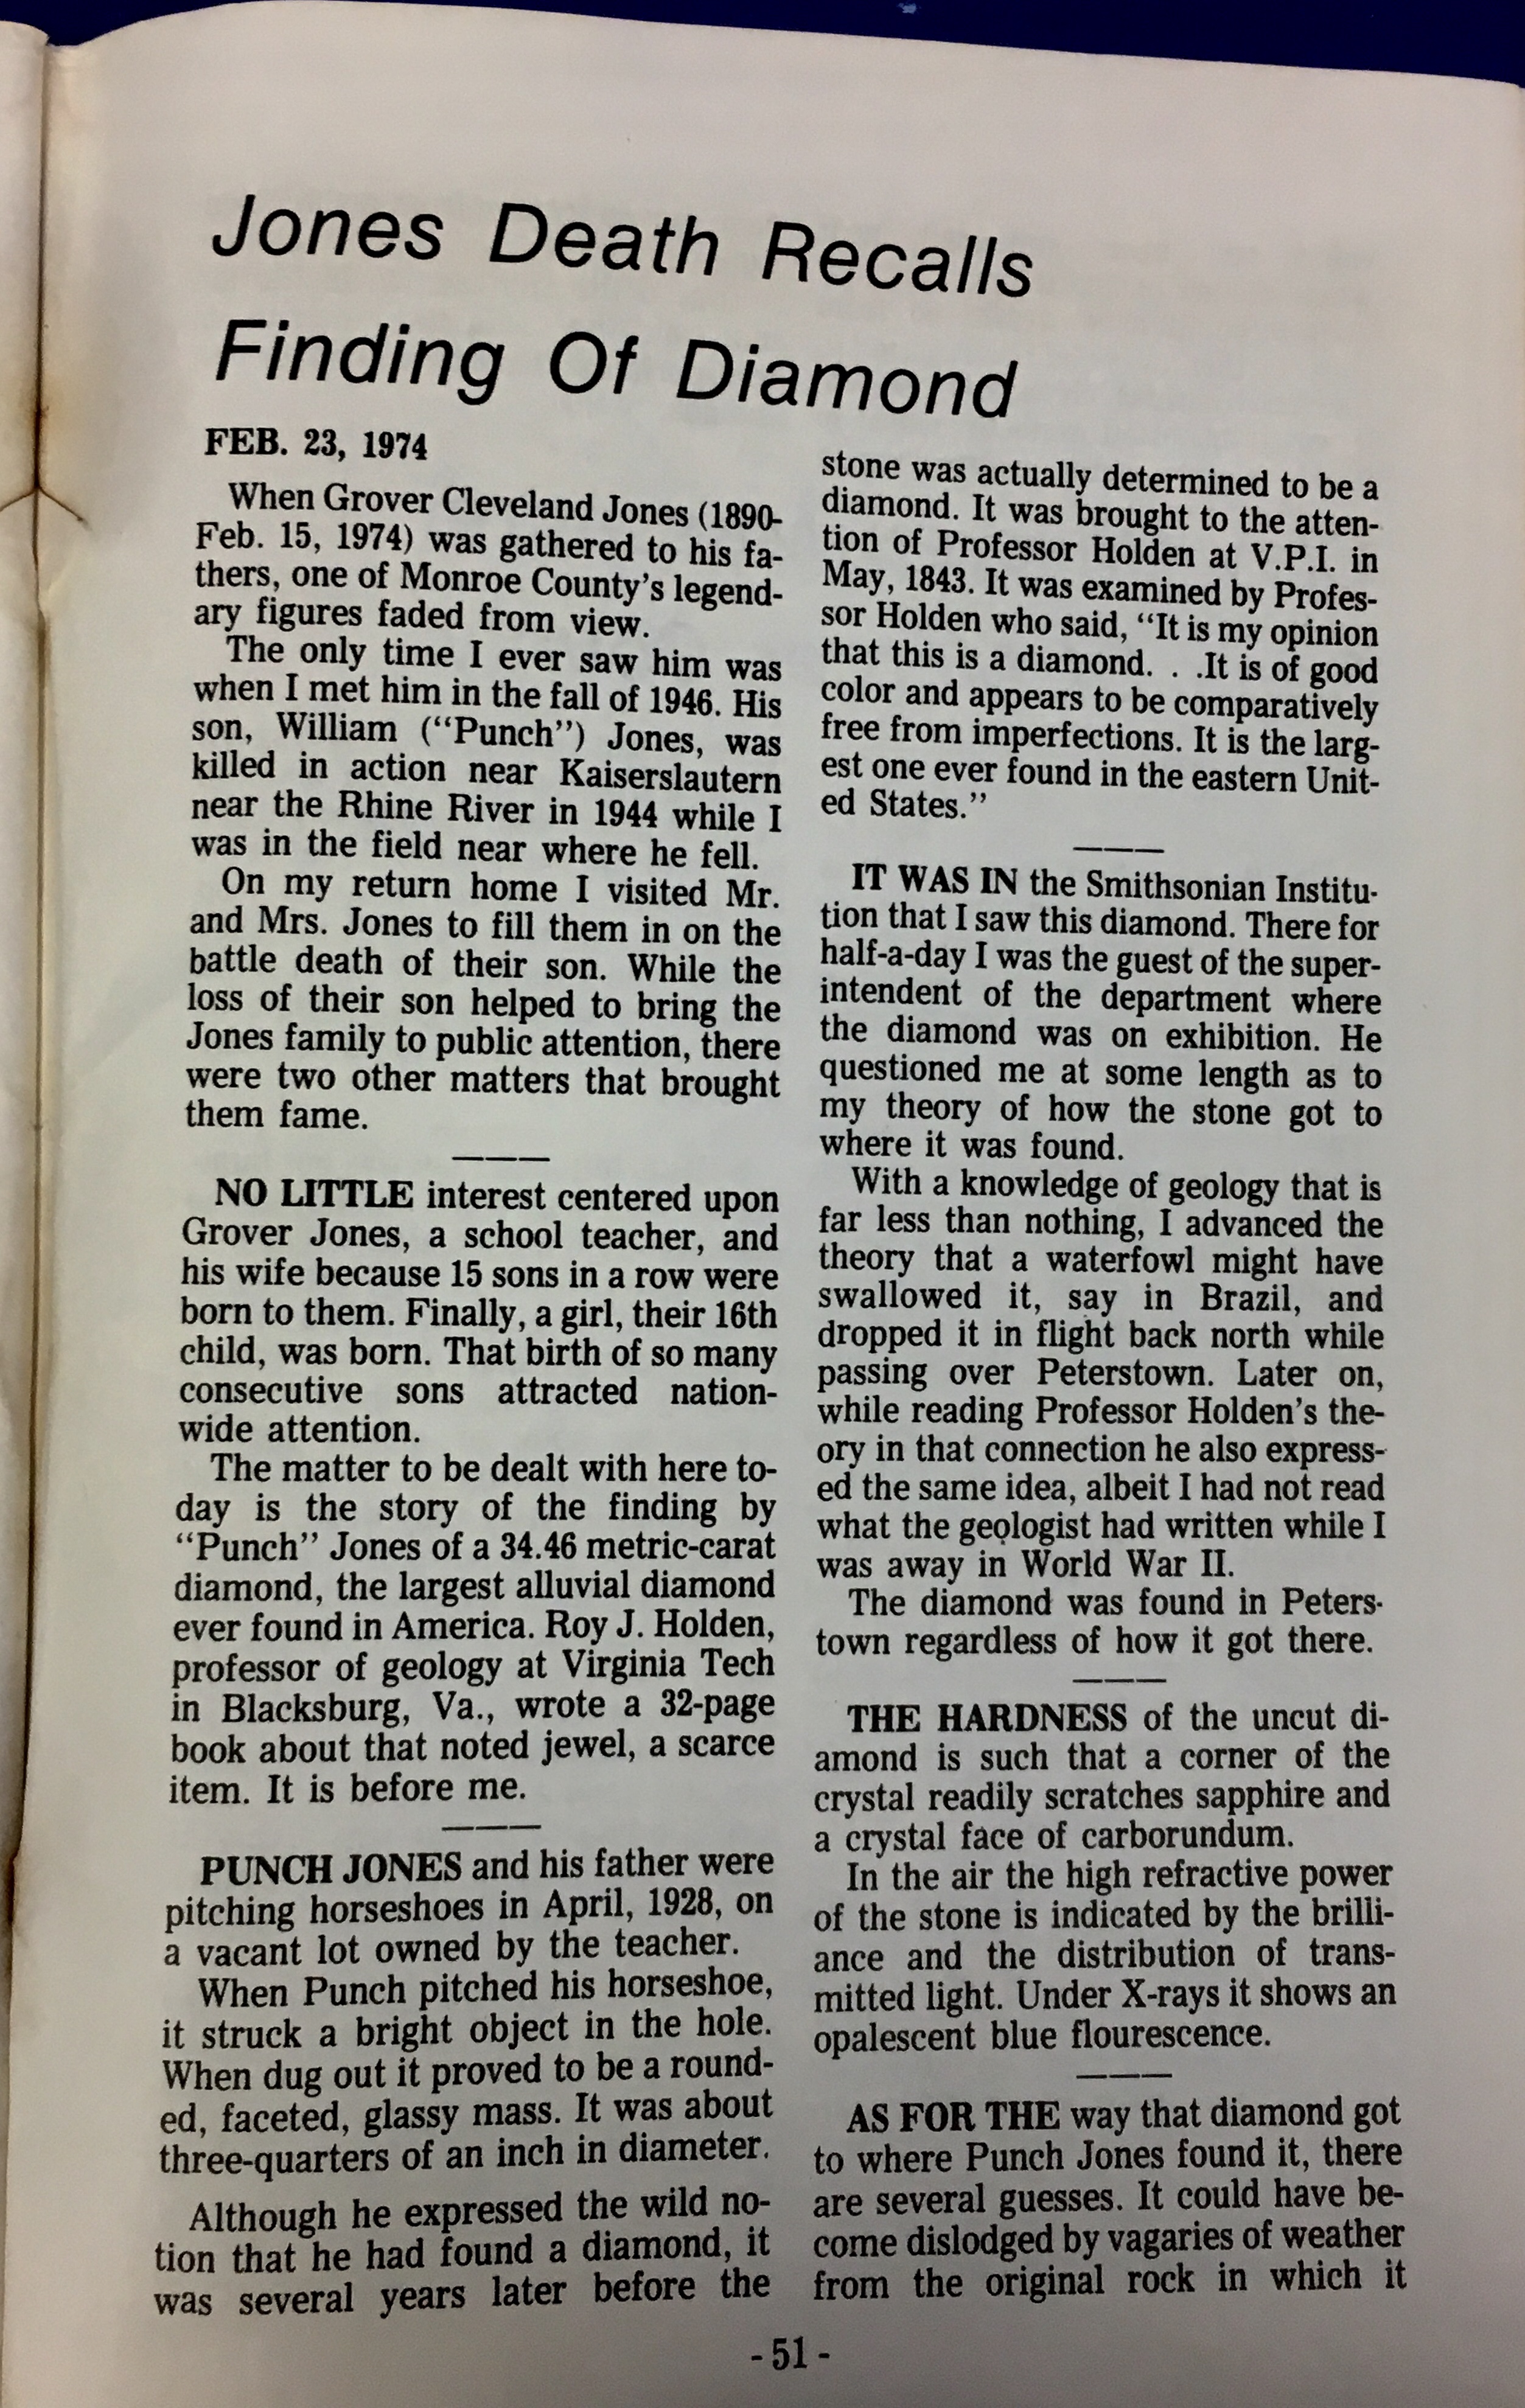 Jones Death Recalls
Finding Of Diamond
FEB. 23, 1974
When Grover Cleveland Jones (1890-
Feb. 15, 1974) was gathered to his fa-
thers, one of Monroe County's legend-
ary figures faded from view.
The only time I ever saw him was
when I met him in the fall of 1946. His
son, William ("Punch") Jones, was
killed in action near Kaiserslautern
near the Rhine River in 1944 while I
was in the field near where he fell.
On my return home I visited Mr.
and Mrs. Jones to fill them in on the
battle death of their son. While the
loss of their son helped to bring the
Jones family to public attention, there
were two other matters that brought
them fame.
NO LITTLE interest centered upon
Grover Jones, a school teacher, and
his wife because 15 sons in a row were
born to them. Finally, a girl, their 16th
child, was born. That birth of so many
consecutive sons attracted nation-
wide attention.
The matter to be dealt with here to-
day is the story of the finding by
"Punch" Jones of a 34.46 metric-carat
diamond, the largest alluvial diamond
ever found in America. Roy J. Holden,
professor of geology at Virginia Tech
in Blacksburg, Va., wrote a 32-page
book about that noted jewel, a scarce
item. It is before me.
PUNCH JONES and his father were
pitching horseshoes in April, 1928, on
a vacant lot owned by the teacher.
When Punch pitched his horseshoe,
it struck a bright object in the hole.
When dug out it proved to be a round-
ed, faceted, glassy mass. It was about
three-quarters of an inch in diameter.
Although he expressed the wild no-
tion that he had found a diamond, it
was several years later before the
stone was actually determined to be a
diamond. It was brought to the atten-
tion of Professor Holden at V.P.I. in
May, 1843. It was examined by Profes-
sor Holden who said, "It is my opinion
that this is a diamond. . .It is of good
color and appears to be comparatively
free from imperfections. It is the larg-
est one ever found in the eastern Unit-
ed States."
IT WAS IN the Smithsonian Institu-
tion that I saw this diamond. There for
half-a-day I was the guest of the super-
intendent of the department where
the diamond was on exhibition. He
questioned me at some length as to
my theory of how the stone got to
where it was found.
With a knowledge of geology that is
far less than nothing, I advanced the
theory that a waterfowl might have
swallowed it, say in Brazil, and
dropped it in flight back north while
passing over Peterstown. Later on,
while reading Professor Holden's the-
ory in that connection he also express-
ed the same idea, albeit I had not read
what the geologist had written while I
was away in World War II.
The diamond was found in Peters-
town regardless of how it got there.
THE HARDNESS of the uncut di-
amond is such that a corner of the
crystal readily scratches sapphire and
a crystal face of carborundum.
In the air the high refractive power
of the stone is indicated by the brilli-
ance and the distribution of trans-
mitted light. Under X-rays it shows an
opalescent blue flourescence.
AS FOR THE way that diamond got
to where Punch Jones found it, there
are several guesses. It could have be-
come dislodged by vagaries of weather
from the original rock in which it
- 51 -